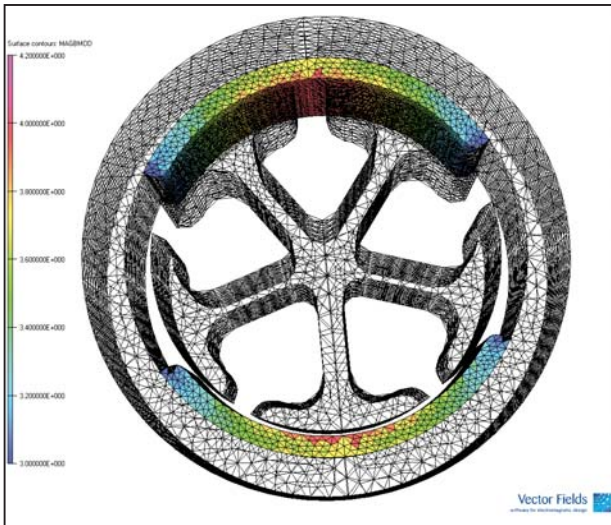 Surface contours: MAGBMOD
4.200000E+000
4.000000E+000
3.800000E+000
3.600000E+000
3.400000E+000
3.200000E+000
3.000000E+000
Vector Fields
software for electromagnetic design